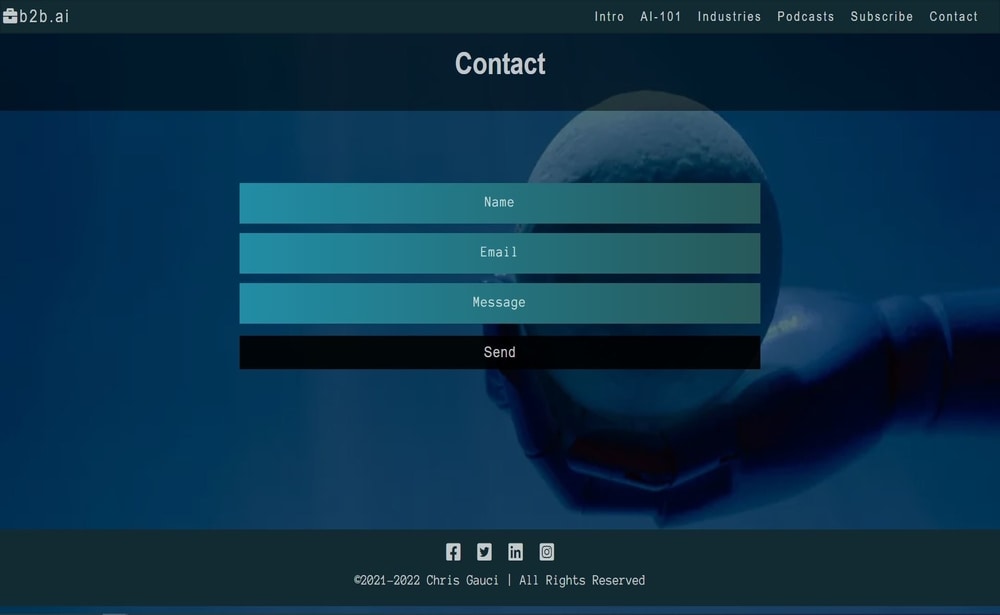 b2b.ai
Intro AI-101 Industries Podcasts Subscribe Contact
Contact
Name
Email
Message
Send
©2021-2022 Chris Gauci | All Rights Reserved